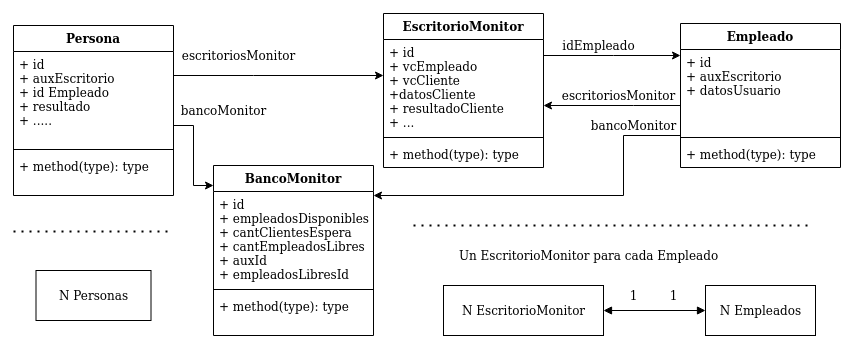 Persona
+ id
+ auxEscritorio
+ id Empleado
+ resultado
+ .....
+ method(type): type
escritoriosMonitor
bancoMonitor
EscritorioMonitor
+ id
+ vcEmpleado
+ vcCliente
+datosCliente
+ resultadoCliente
+ ...
+ method(type): type
idEmpleado
escritoriosMonitor
bancoMonitor
Empleado
+ id
+ auxEscritorio
+ datosUsuario
+ method(type): type
BancoMonitor
+ id
+ empleadosDisponibles
+ cantClientesEspera
+ cantEmpleadosLibres
+ auxId
+ empleadosLibresId
+ method(type): type
N Personas
Un EscritorioMonitor para cada Empleado
N EscritorioMonitor
1 1
N Empleados